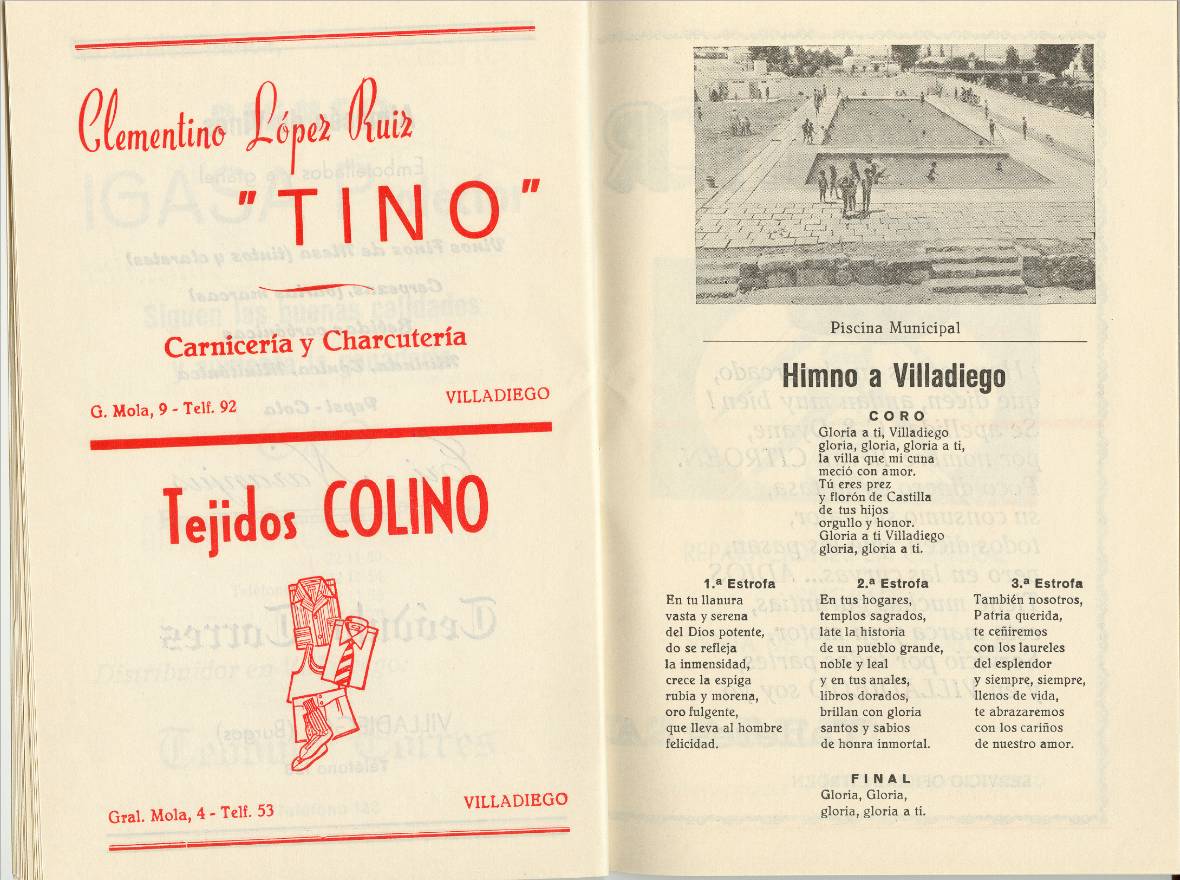 Clementino López Ruiz
"TINO"
Carnicería y Charcutería
G. Mola, 9 - Telf. 92
VILLADIEGO
Tejidos COLINO
Gral. Mola, 4 - Telf. 53
VILLADIEGO
Piscina Municipal
Himno a Villadiego
CORO
Gloria a ti, Villadiego
gloria, gloria, gloria a ti,
la villa que mi cuna
meció con amor.
Tú eres prez
y florón de Castilla
de tus hijos
orgullo y honor.
Gloria a ti Villadiego
gloria, gloria a ti.
1.ª Estrofa
En tu llanura
vasta y serena
del Dios potente,
do se refleja
la inmensidad,
crece la espiga
rubia y morena,
oro fulgente,
que lleva al hombre
felicidad.
2.ª Estrofa
En tus hogares,
templos sagrados,
late la historia
de un pueblo grande,
noble y leal
y en tus anales,
libros dorados,
brillan con gloria
santos y sabios
de honra inmortal.
3.ª Estrofa
También nosotros,
Patria querida,
te ceñiremos
con los laureles
del esplendor
y siempre, siempre,
llenos de vida,
te abrazaremos
con los cariños
de nuestro amor.
FINAL
Gloria, Gloria,
gloria, gloria a ti.